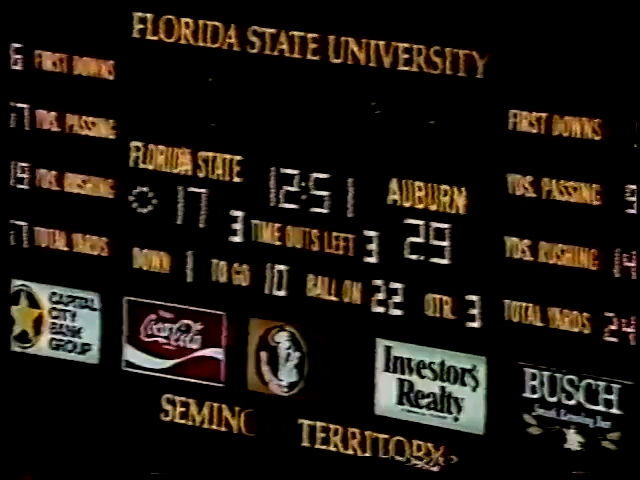 FLORIDA STATE UNIVERSITY
6 FIRST DOWNS
FIRST DOWNS
7 YDS. PASSING
FLORIDA STATE
12:51
AUBURN
YDS. PASSING
19 YDS. RUSHING
17
29
3 TIME OUTS LEFT 3
YDS. RUSHING
7 TOTAL YARDS
DOWN 1 TO GO 10 BALL ON 22 QTR. 3
TOTAL YARDS
CAPITAL
CITY
BANK
GROUP
Coca-Cola
Investors
Realty
BUSCH
SEMINO
TERRITORY